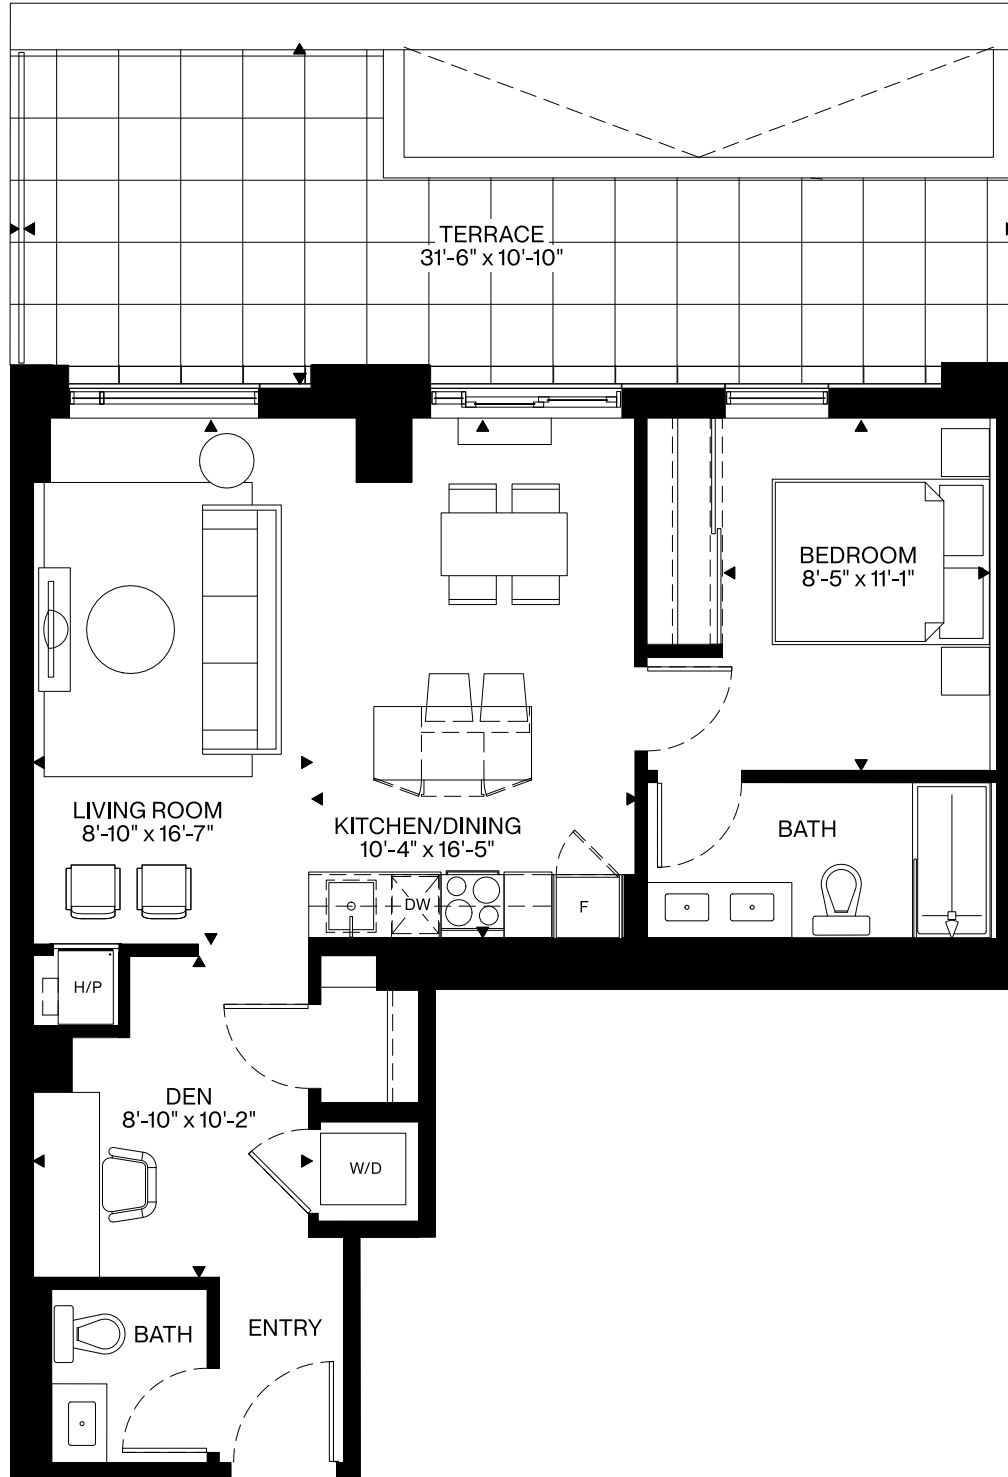 TERRACE
31'-6" x 10'-10"
BEDROOM
8'-5" x 11'-1"
LIVING ROOM
8'-10" x 16'-7"
KITCHEN/DINING
10'-4" x 16'-5"
BATH
DW
F
H/P
DEN
8'-10" x 10'-2"
W/D
BATH
ENTRY